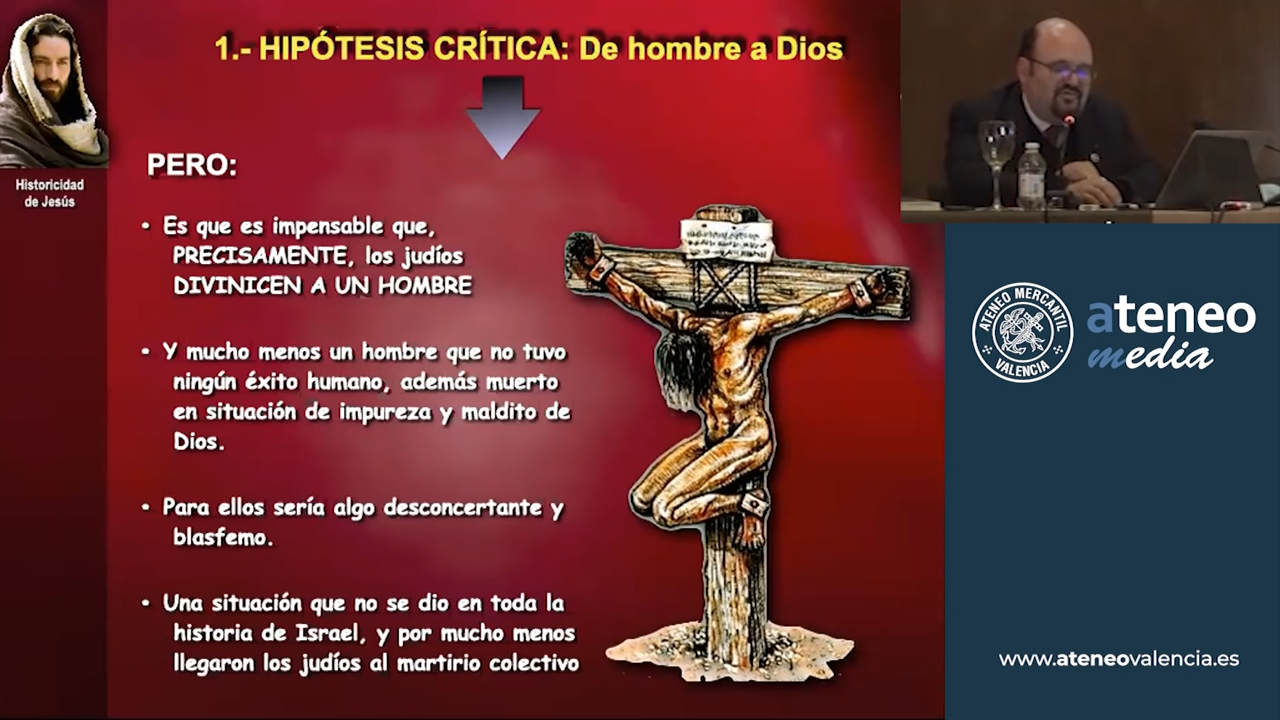 1.- HIPÓTESIS CRÍTICA: De hombre a Dios
Historicidad
de Jesús
PERO:
• Es que es impensable que,
PRECISAMENTE, los judíos
DIVINICEN A UN HOMBRE
• Y mucho menos un hombre que no tuvo
ningún éxito humano, además muerto
en situación de impureza y maldito de
Dios.
• Para ellos sería algo desconcertante y
blasfemo.
• Una situación que no se dio en toda la
historia de Israel, y por mucho menos
llegaron los judíos al martirio colectivo
ATENEO MERCANTIL
VALENCIA
ateneo
media
www.ateneovalencia.es